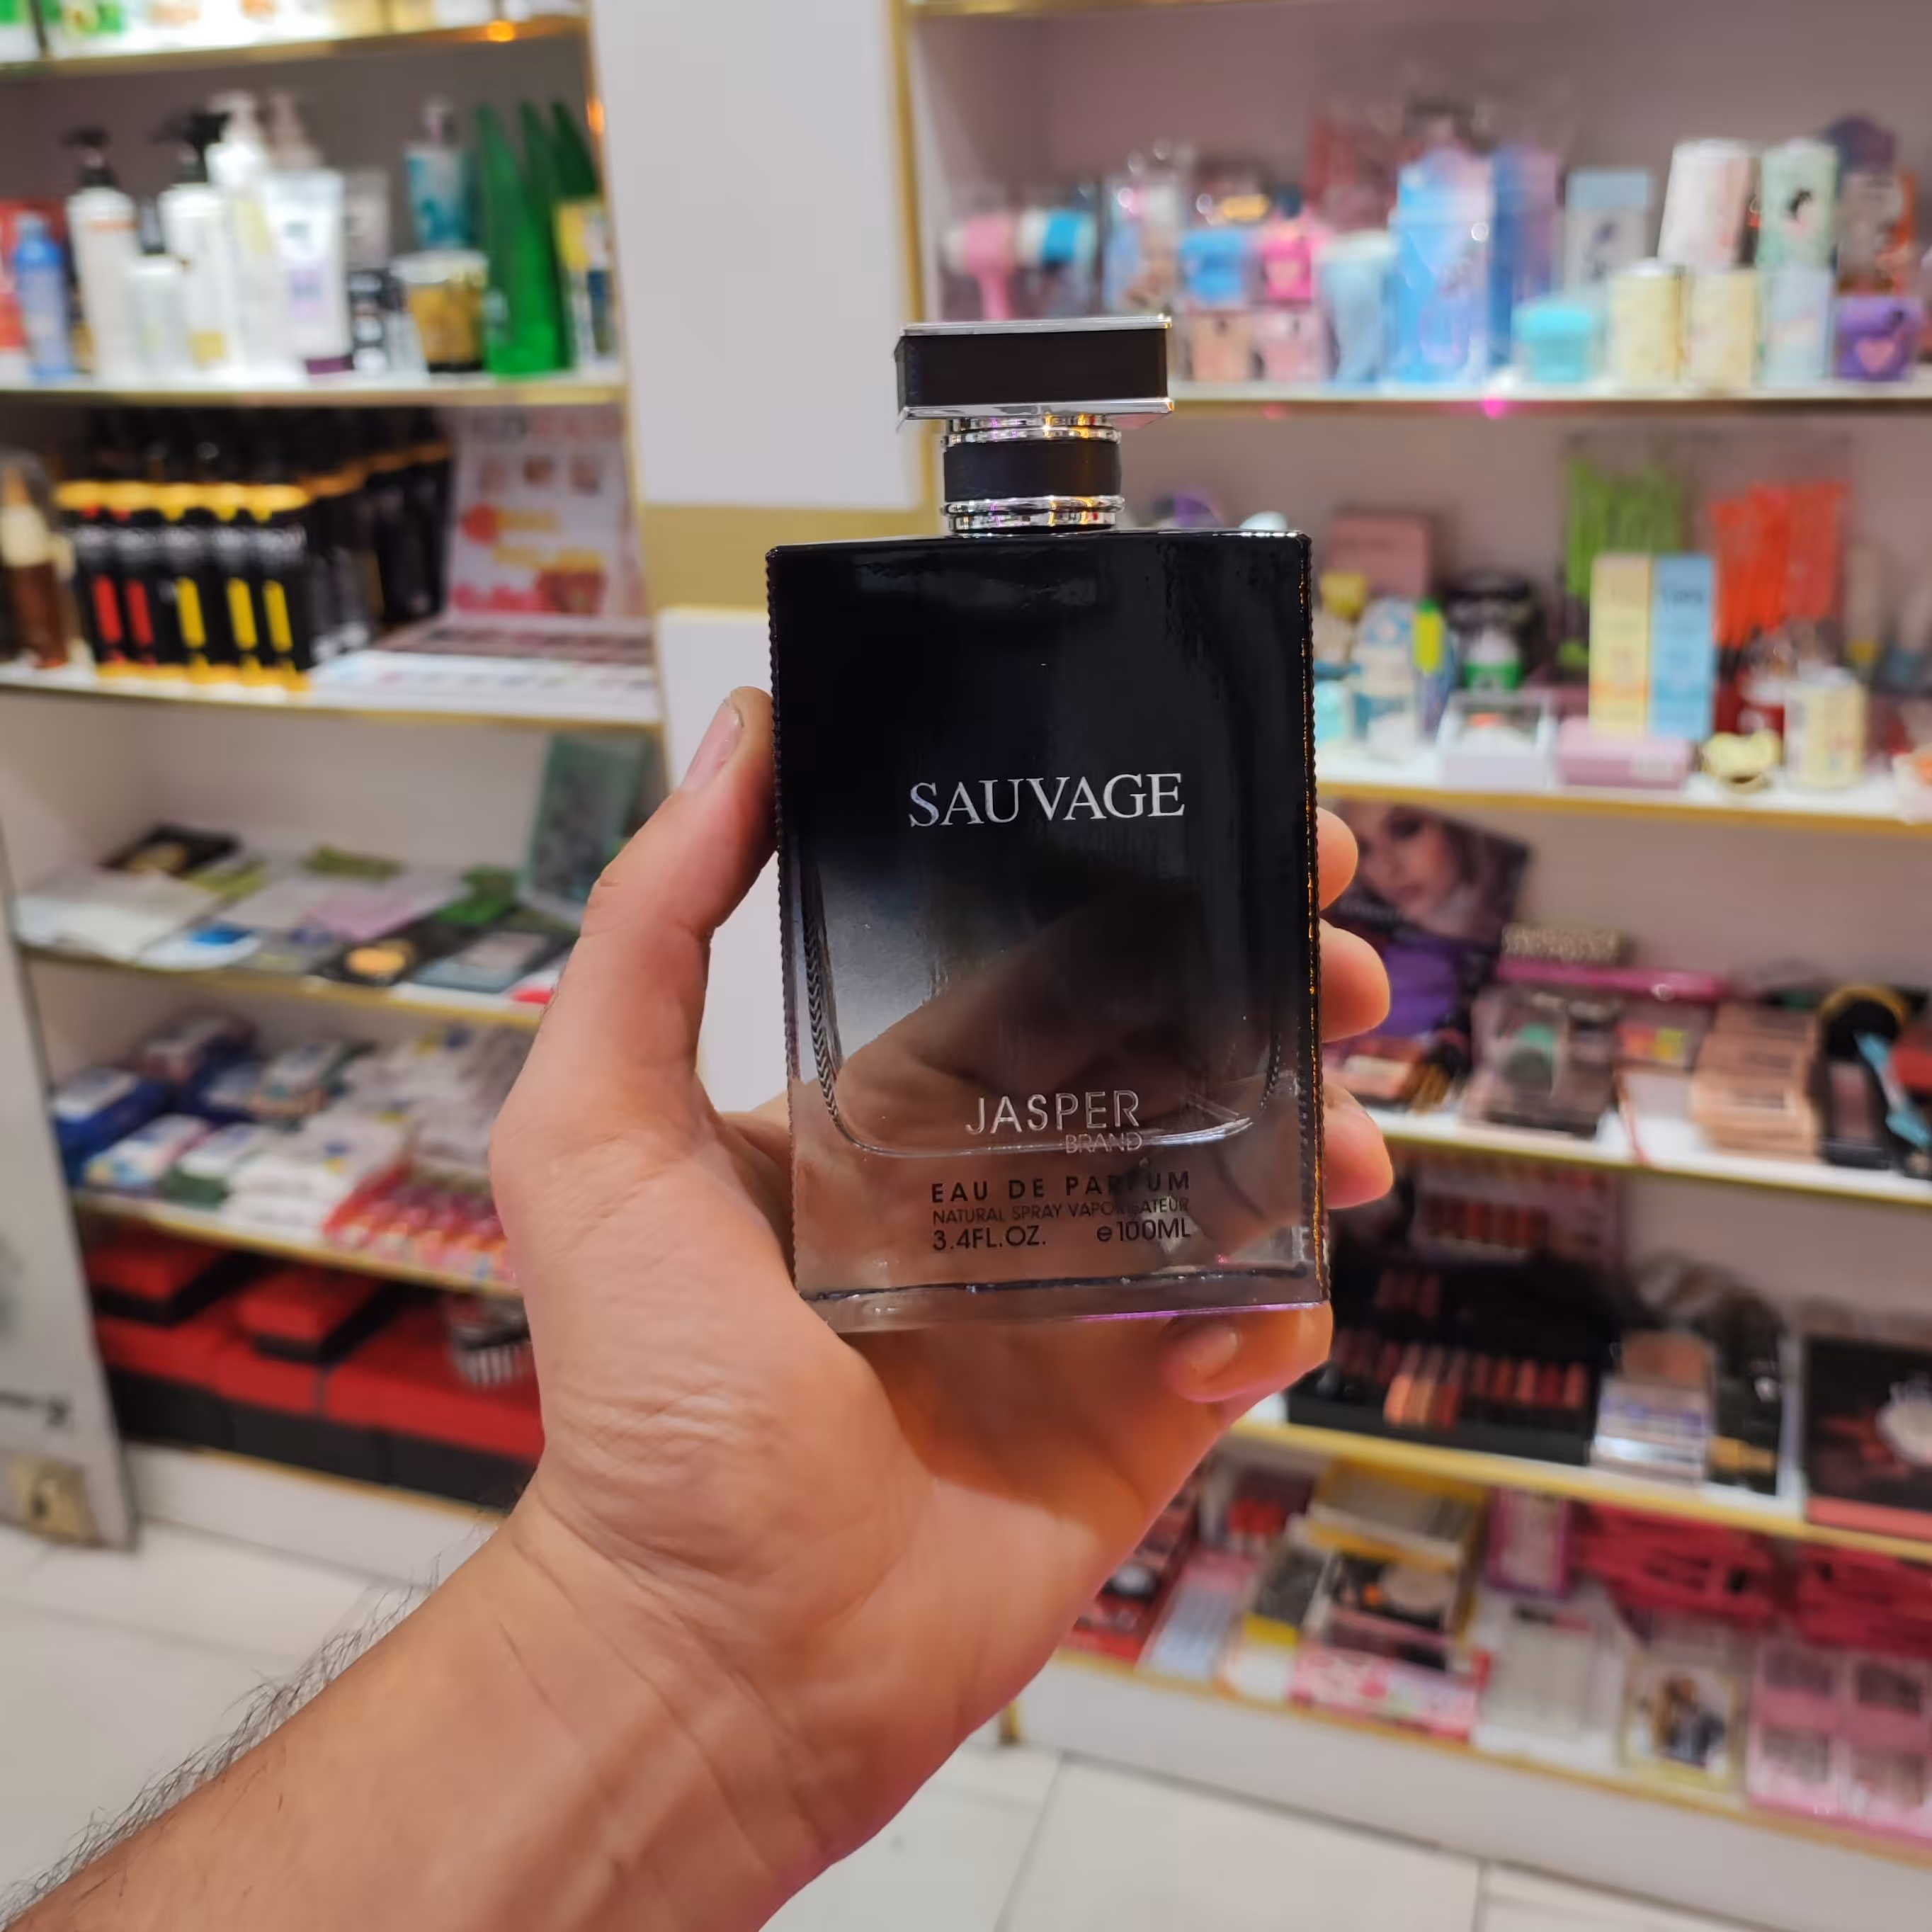 SAUVAGE
JASPER
BRAND
EAU DE PARFUM
NATURAL SPRAY VAPORISATEUR
3.4FL.OZ. e100ML